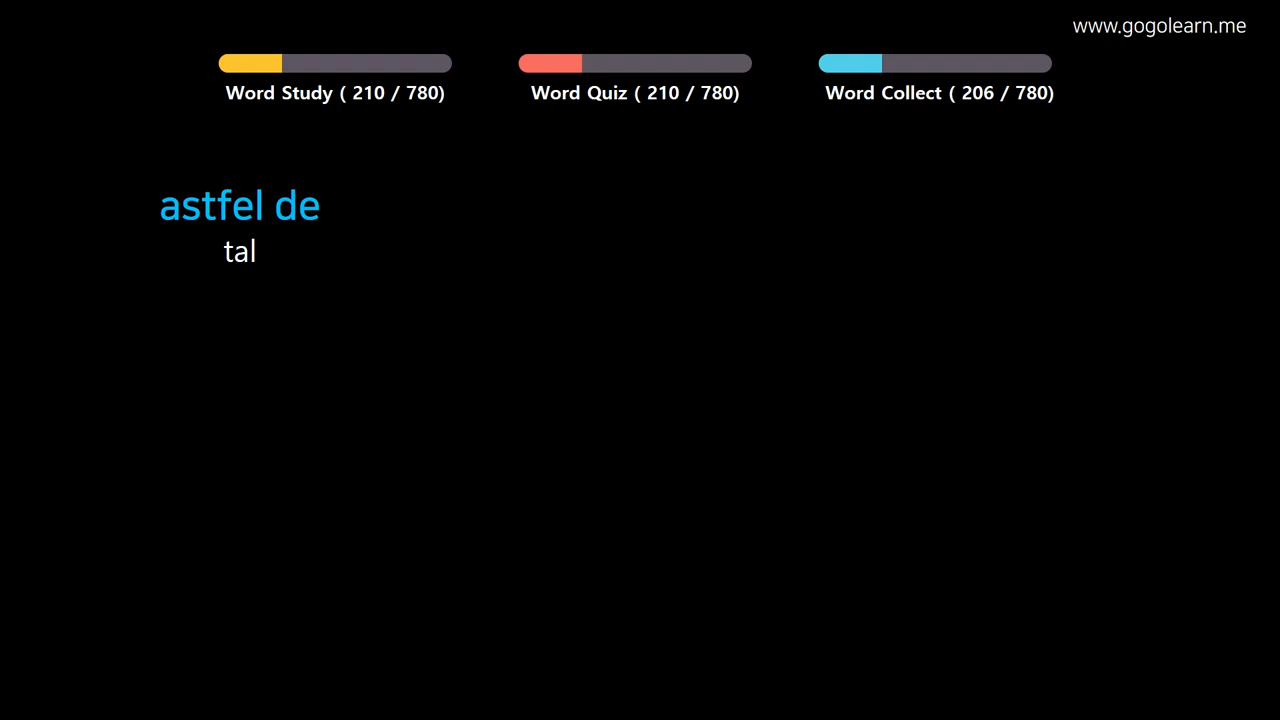 www.gogolearn.me
Word Study ( 210 / 780)
Word Quiz ( 210 / 780)
Word Collect ( 206 / 780)
astfel de
tal